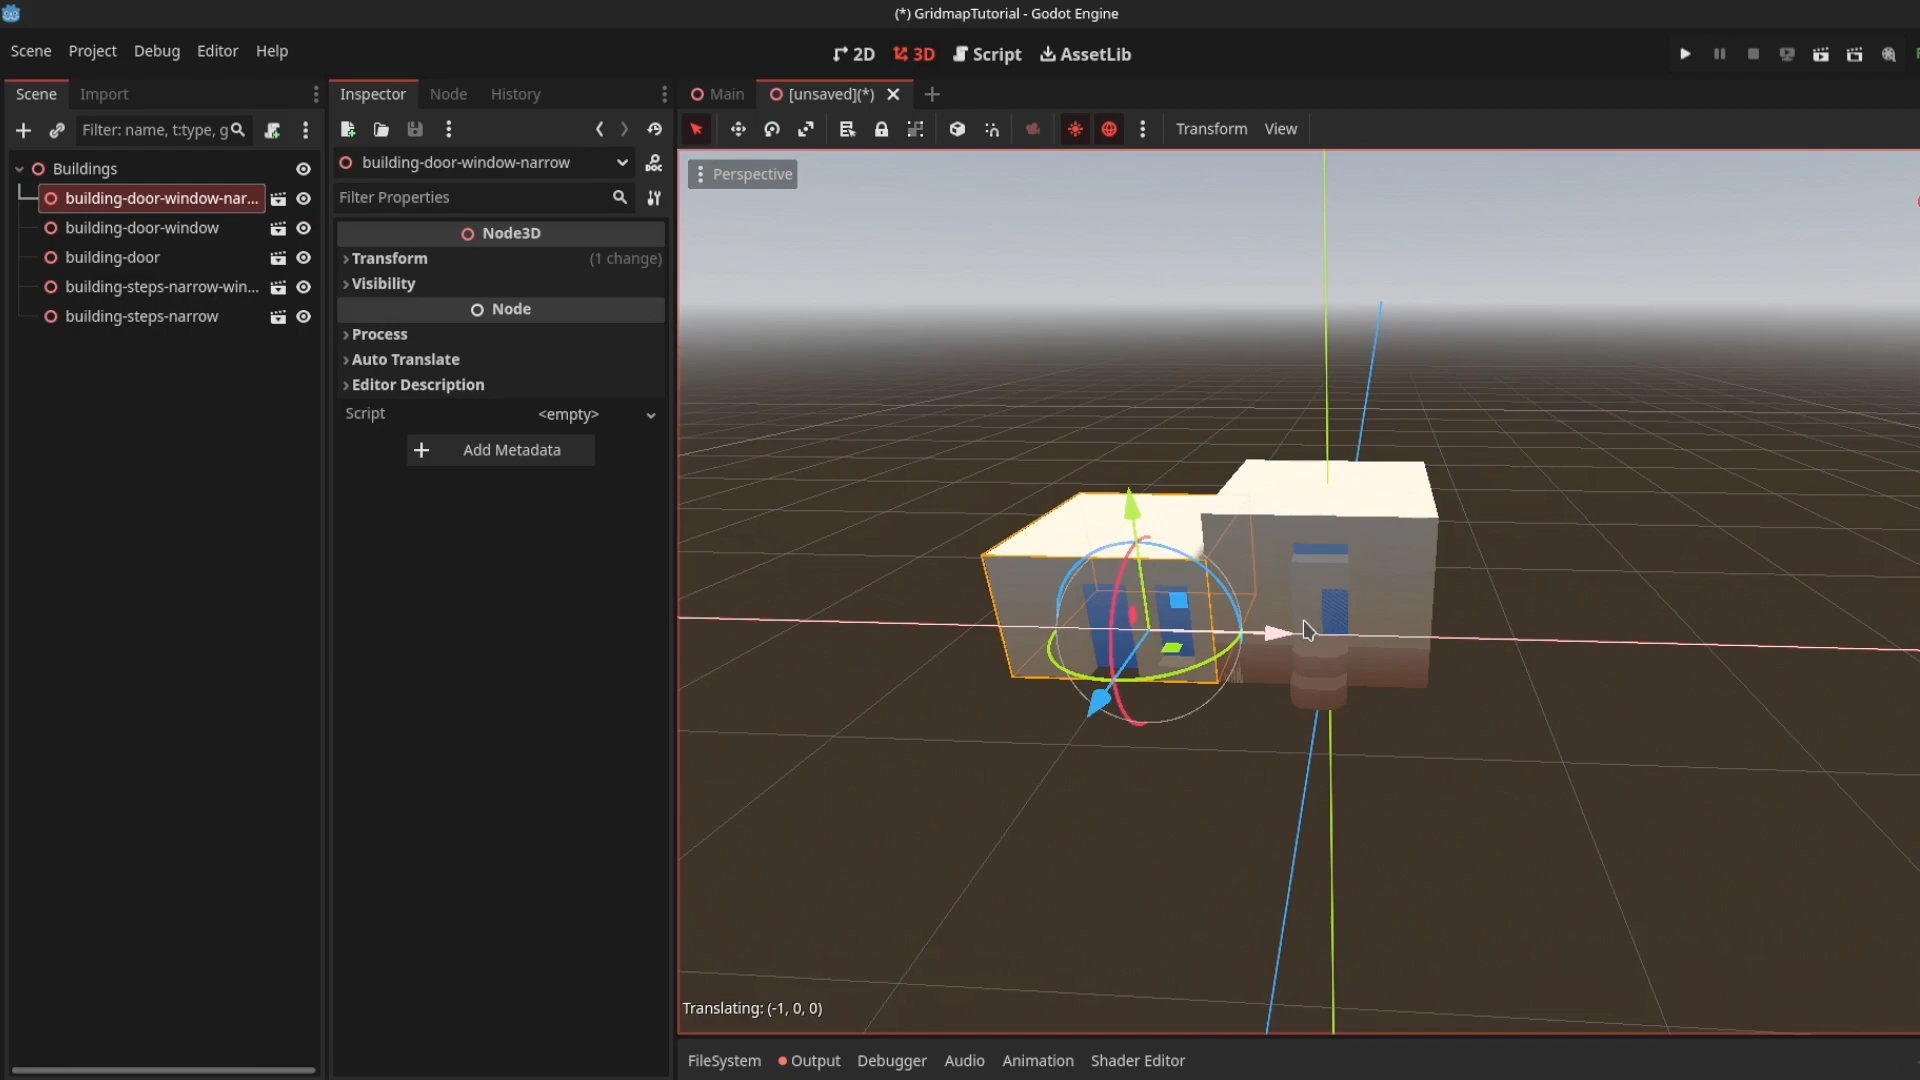 (*) GridmapTutorial - Godot Engine
Scene Project Debug Editor Help
2D 3D Script AssetLib
Scene Import
Filter: name, t:type, g
Buildings
building-door-window-nar...
building-door-window
building-door
building-steps-narrow-win...
building-steps-narrow
Inspector Node History
building-door-window-narrow
DOC
Filter Properties
Node3D
Transform (1 change)
Visibility
Node
Process
Auto Translate
Editor Description
Script <empty>
Add Metadata
Main [unsaved](*)
Transform View
Perspective
Translating: (-1, 0, 0)
FileSystem Output Debugger Audio Animation Shader Editor